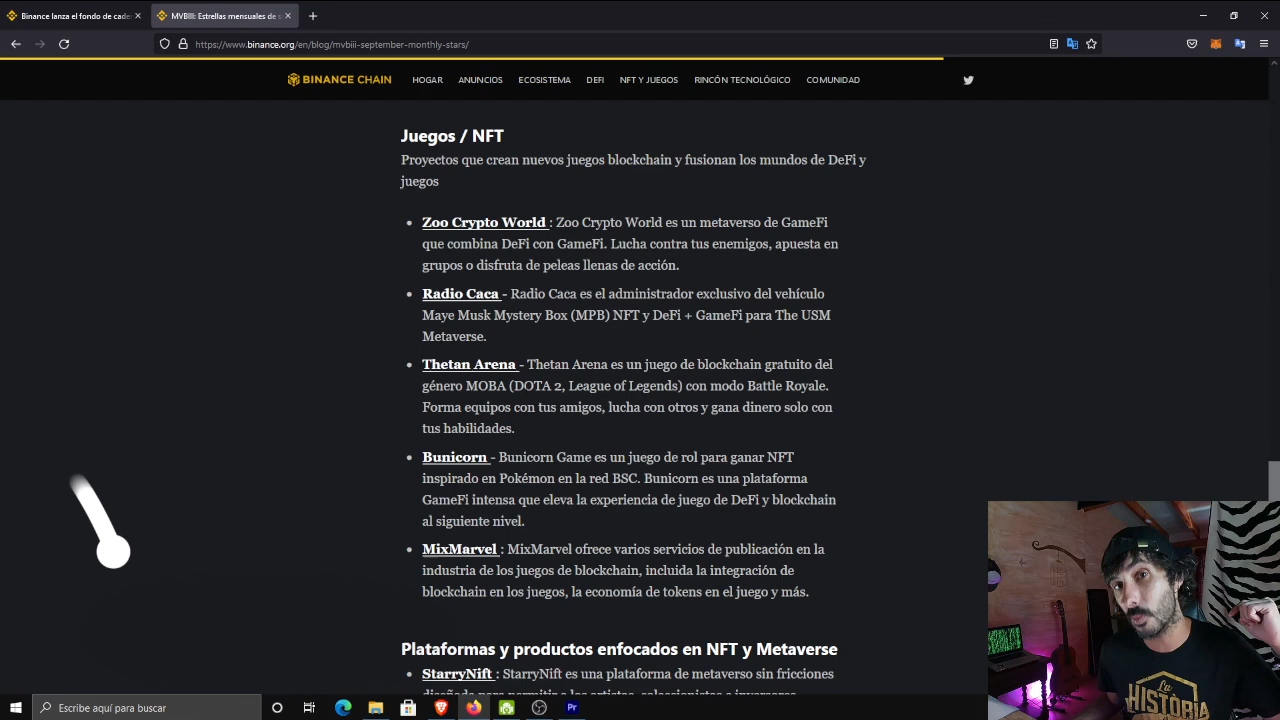 Binance lanza el fondo de cade
MVBIII: Estrellas mensuales de s
https://www.binance.org/en/blog/mvbiii-september-monthly-stars/
BINANCE CHAIN HOGAR ANUNCIOS ECOSISTEMA DEFI NFT Y JUEGOS RINCÓN TECNOLÓGICO COMUNIDAD
Juegos / NFT
Proyectos que crean nuevos juegos blockchain y fusionan los mundos de DeFi y
juegos
Zoo Crypto World : Zoo Crypto World es un metaverso de GameFi
que combina DeFi con GameFi. Lucha contra tus enemigos, apuesta en
grupos o disfruta de peleas llenas de acción.
Radio Caca - Radio Caca es el administrador exclusivo del vehículo
Maye Musk Mystery Box (MPB) NFT y DeFi + GameFi para The USM
Metaverse.
Thetan Arena - Thetan Arena es un juego de blockchain gratuito del
género MOBA (DOTA 2, League of Legends) con modo Battle Royale.
Forma equipos con tus amigos, lucha con otros y gana dinero solo con
tus habilidades.
Bunicorn - Bunicorn Game es un juego de rol para ganar NFT
inspirado en Pokémon en la red BSC. Bunicorn es una plataforma
GameFi intensa que eleva la experiencia de juego de DeFi y blockchain
al siguiente nivel.
MixMarvel : MixMarvel ofrece varios servicios de publicación en la
industria de los juegos de blockchain, incluida la integración de
blockchain en los juegos, la economía de tokens en el juego y más.
Plataformas y productos enfocados en NFT y Metaverse
StarryNift : StarryNift es una plataforma de metaverso sin fricciones
diseñada para permitir a los artistas, coleccionistas e inversores
La
HISTÒRIA
Escribe aquí para buscar
Pr